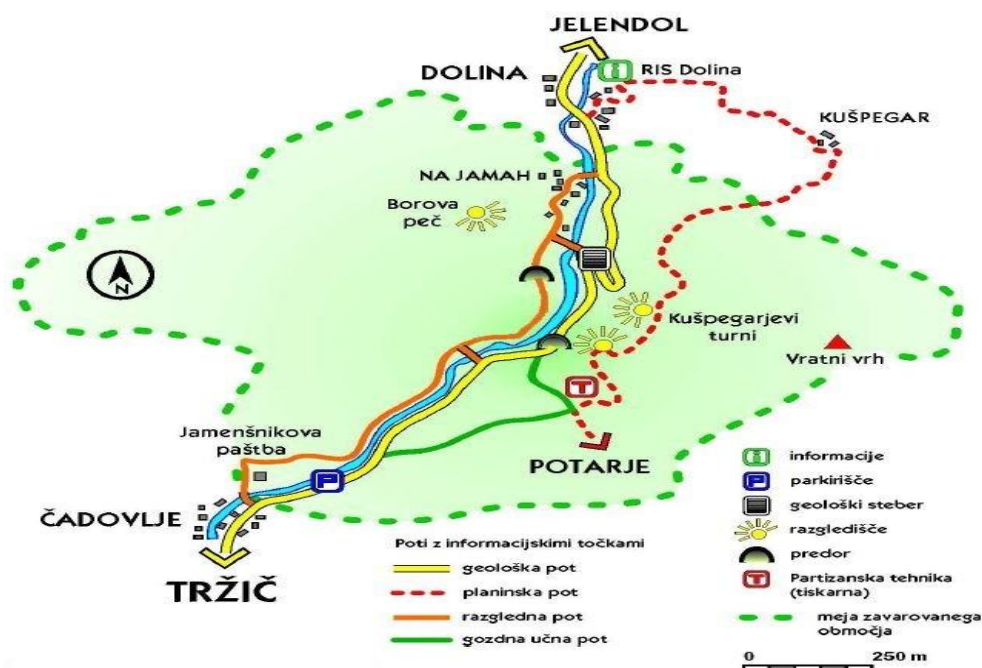 JELENDOL
DOLINA
RIS Dolina
KUŠPEGAR
NA JAMAH
Borova
peč
N
Kušpegarjevi
turni
Vratni vrh
T
Jamenšnikova
paštba
POTARJE
P
ČADOVLJE
TRŽIČ
i informacije
P parkirišče
geološki steber
razgledišče
predor
T Partizanska tehnika
(tiskarna)
meja zavarovanega
območja
Poti z informacijskimi točkami
geološka pot
planinska pot
razgledna pot
gozdna učna pot
0 250 m